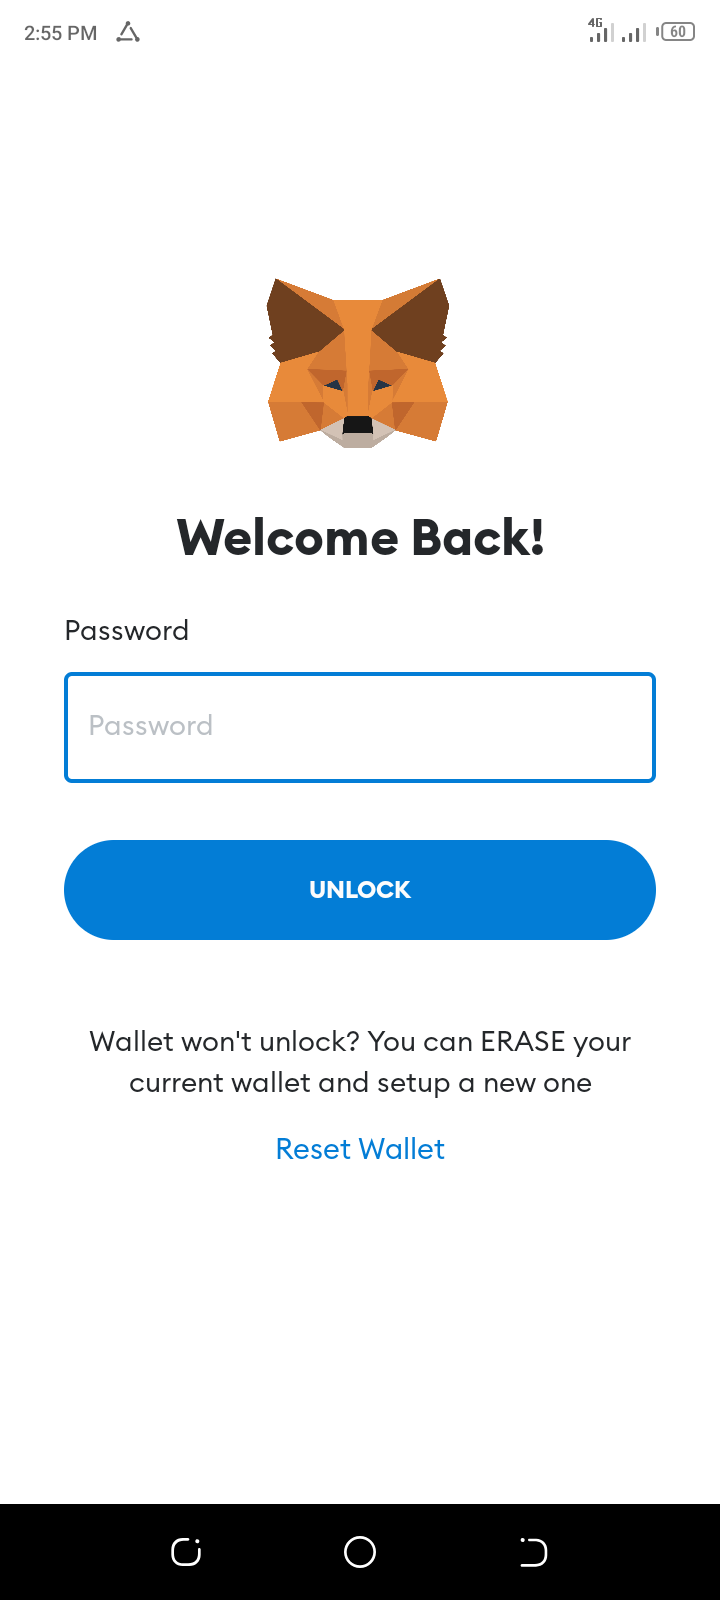 2:55 PM
4G
60
Welcome Back!
Password
Password
UNLOCK
Wallet won't unlock? You can ERASE your
current wallet and setup a new one
Reset Wallet